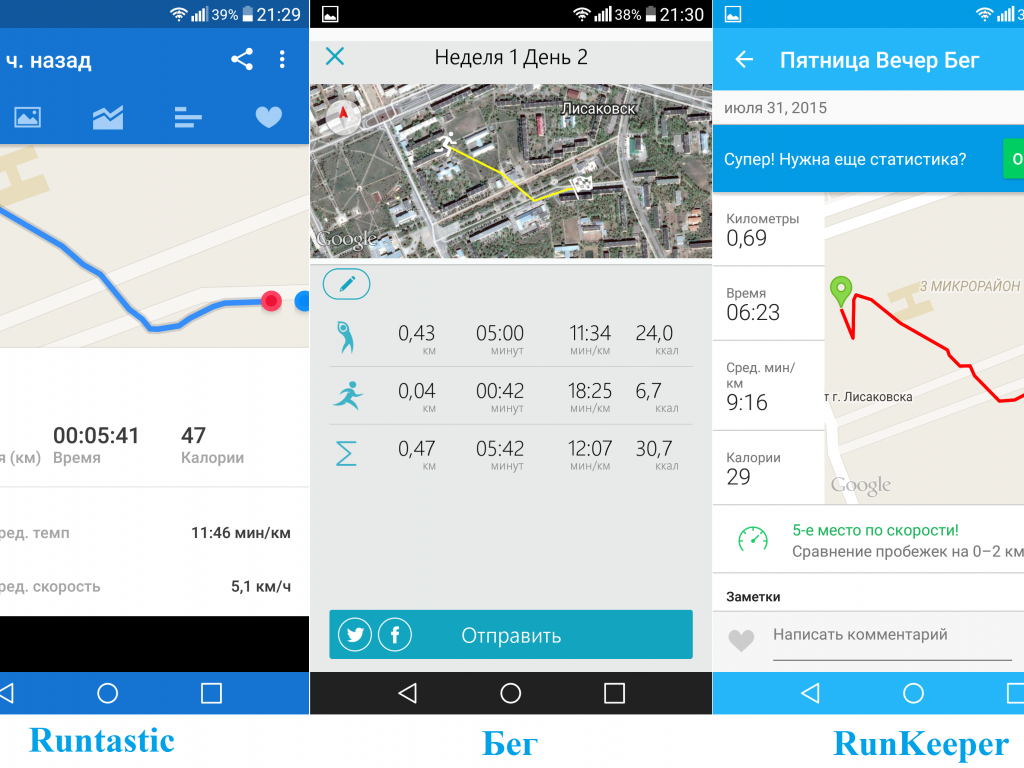 39% 21:29
ч. назад
00:05:41 47
я (км) Время Калории
ред. темп 11:46 мин/км
ред. скорость 5,1 км/ч
Runtastic
38% 21:30
Неделя 1 День 2
Лисаковск
Google
0,43 05:00 11:34 24,0
км минут мин/км ккал
0,04 00:42 18:25 6,7
км минут мин/км ккал
0,47 05:42 12:07 30,7
км минут мин/км ккал
Отправить
Бег
Пятница Вечер Бег
июля 31, 2015
Супер! Нужна еще статистика?
Километры
0,69
Время
06:23
Сред. мин/
км
9:16
Калории
29
3 МИКРОРАЙОН
т г. Лисаковска
Google
5-е место по скорости!
Сравнение пробежек на 0–2 км
Заметки
Написать комментарий
RunKeeper